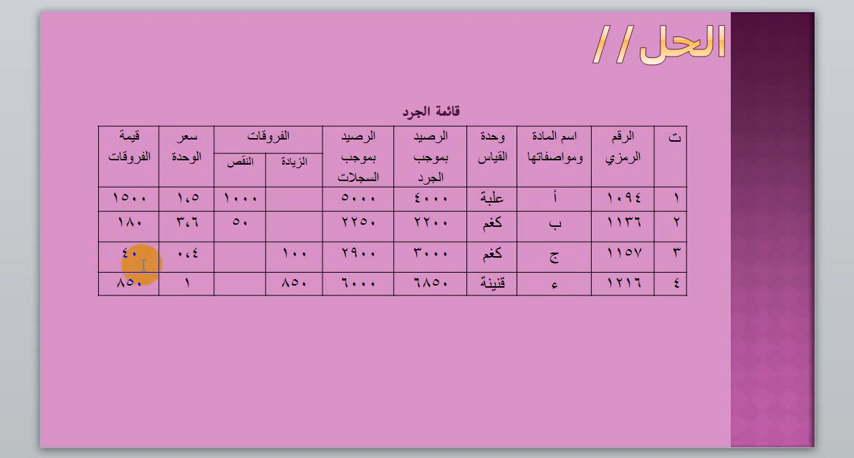 الحل //
قائمة الجرد
ت الرقم الرمزي اسم المادة ومواصفاتها وحدة القياس الرصيد بموجب الجرد الرصيد بموجب السجلات الفروقات الزيادة النقص سعر الوحدة قيمة الفروقات
١ ١٠٩٤ أ علبة ٤٠٠٠ ٥٠٠٠ ١٠٠٠ ١،٥ ١٥٠٠
٢ ١١٣٦ ب كغم ٢٢٠٠ ٢٢٥٠ ٥٠ ٣،٦ ١٨٠
٣ ١١٥٧ ج كغم ٣٠٠٠ ٢٩٠٠ ١٠٠ ٠،٤ ٤٠
٤ ١٢١٦ ء قنينة ٦٨٥٠ ٦٠٠٠ ٨٥٠ ١ ٨٥٠